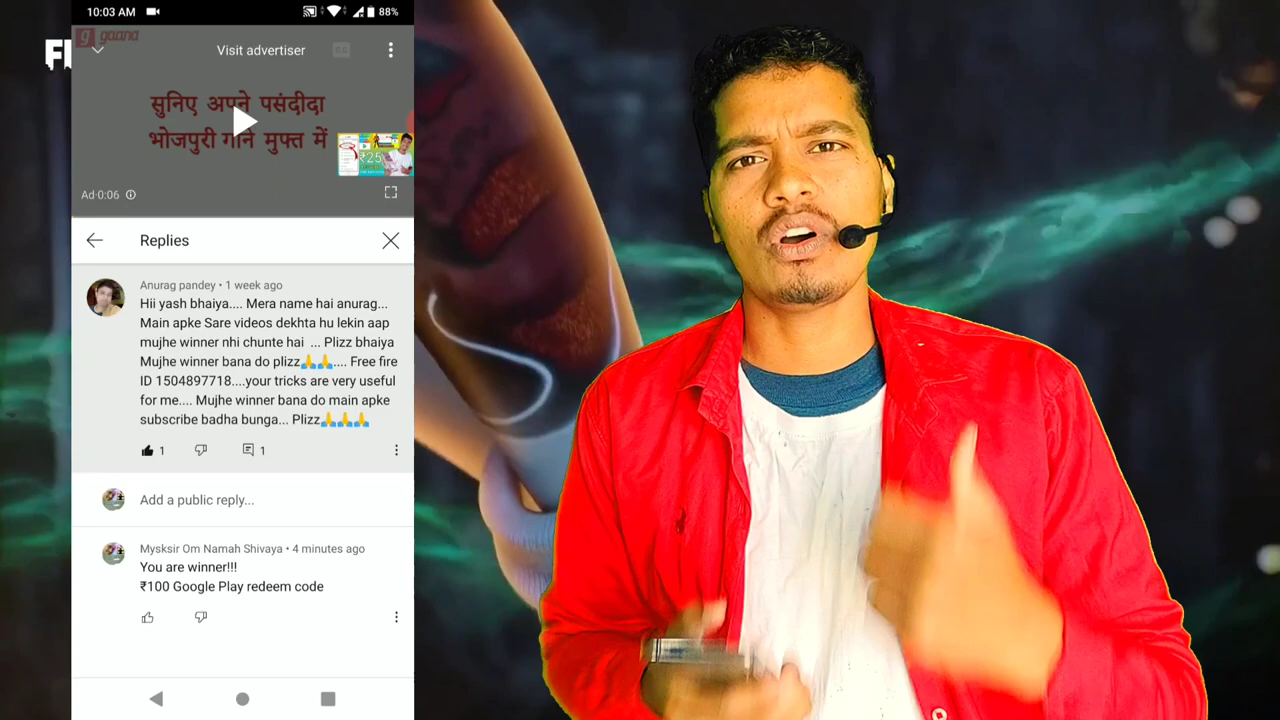 10:03 AM
88%
FI
gaana
Visit advertiser
CC
सुनिए अपने पसंदीदा
भोजपुरी गाने मुफ्त में
₹25
Ad·0:06
Replies
Anurag pandey • 1 week ago
Hii yash bhaiya.... Mera name hai anurag...
Main apke Sare videos dekhta hu lekin aap
mujhe winner nhi chunte hai ... Plizz bhaiya
Mujhe winner bana do plizz🙏🙏.... Free fire
ID 1504897718....your tricks are very useful
for me.... Mujhe winner bana do main apke
subscribe badha bunga... Plizz🙏🙏🙏
1
1
Add a public reply...
Mysksir Om Namah Shivaya • 4 minutes ago
You are winner!!!
₹100 Google Play redeem code